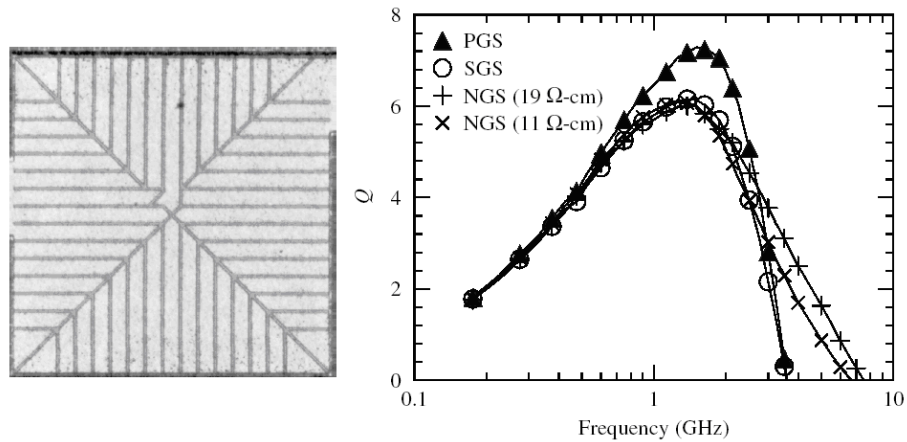 8
6
4
2
0
Q
PGS
SGS
NGS (19 Ω-cm)
NGS (11 Ω-cm)
0.1
1
10
Frequency (GHz)